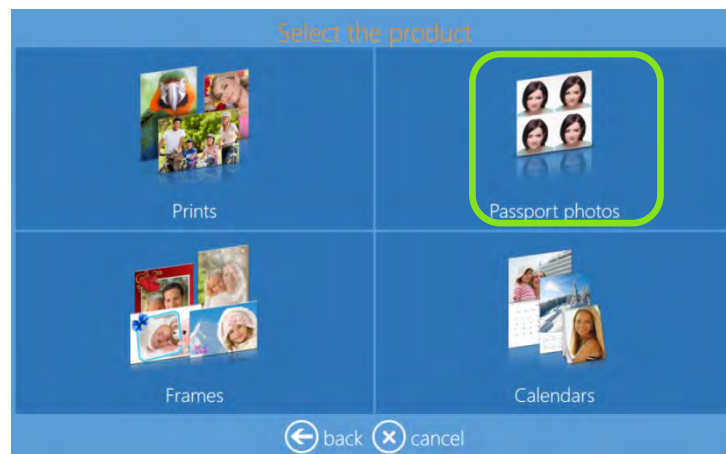 Select the product
Prints
Passport photos
Frames
Calendars
back
cancel